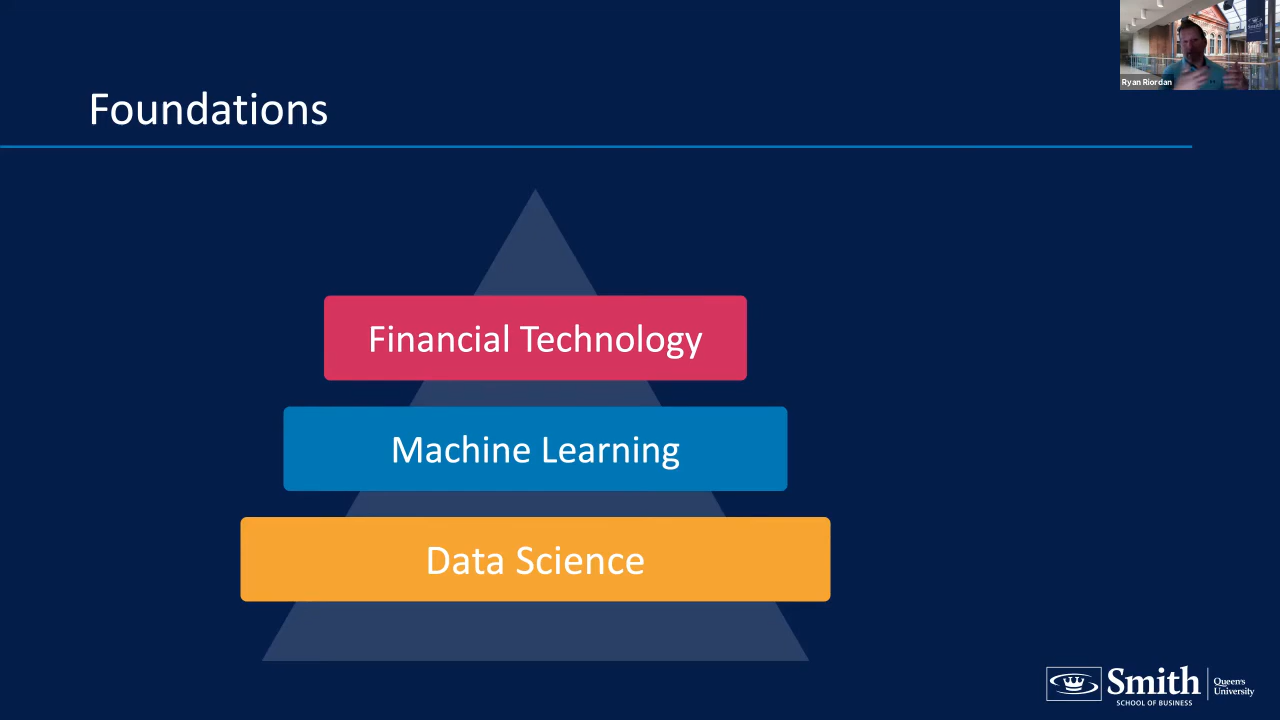 Ryan Riordan
Foundations
Financial Technology
Machine Learning
Data Science
Smith
SCHOOL OF BUSINESS
Queen's
University